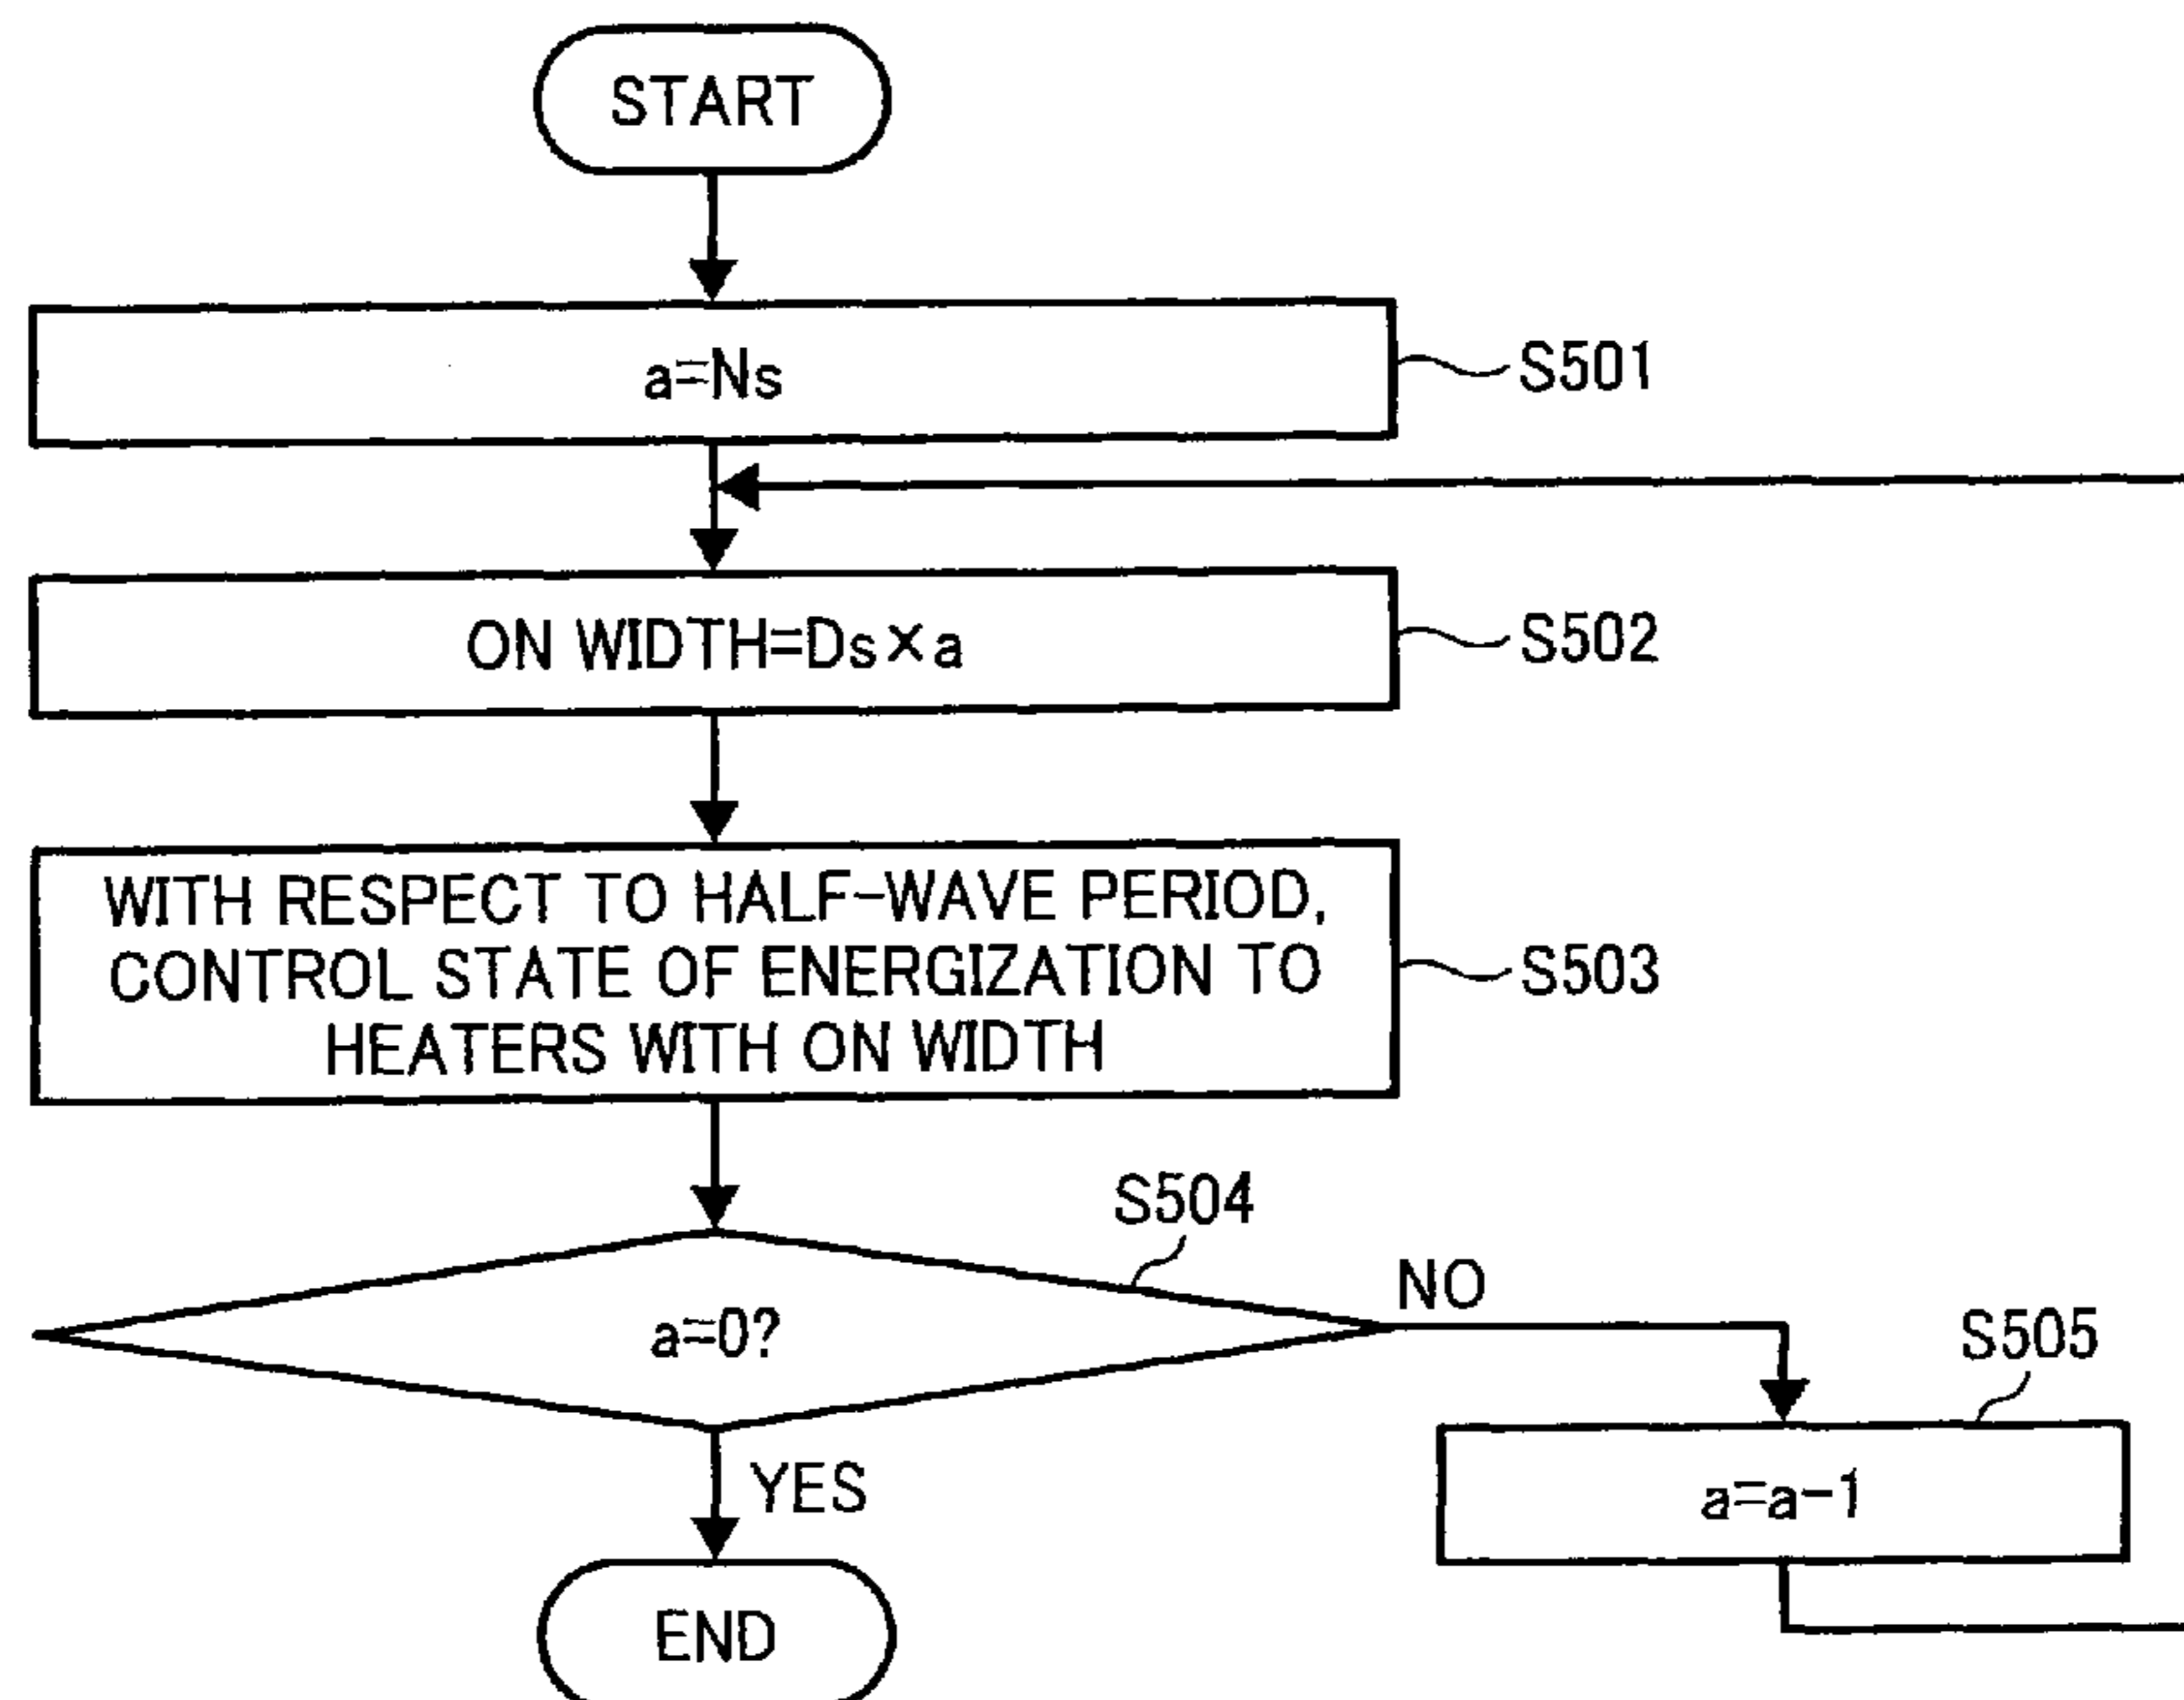 START
a=Ns
S501
ON WIDTH=Ds×a
S502
WITH RESPECT TO HALF-WAVE PERIOD,
CONTROL STATE OF ENERGIZATION TO
HEATERS WITH ON WIDTH
S503
S504
a=0?
NO
S505
a=a-1
YES
END